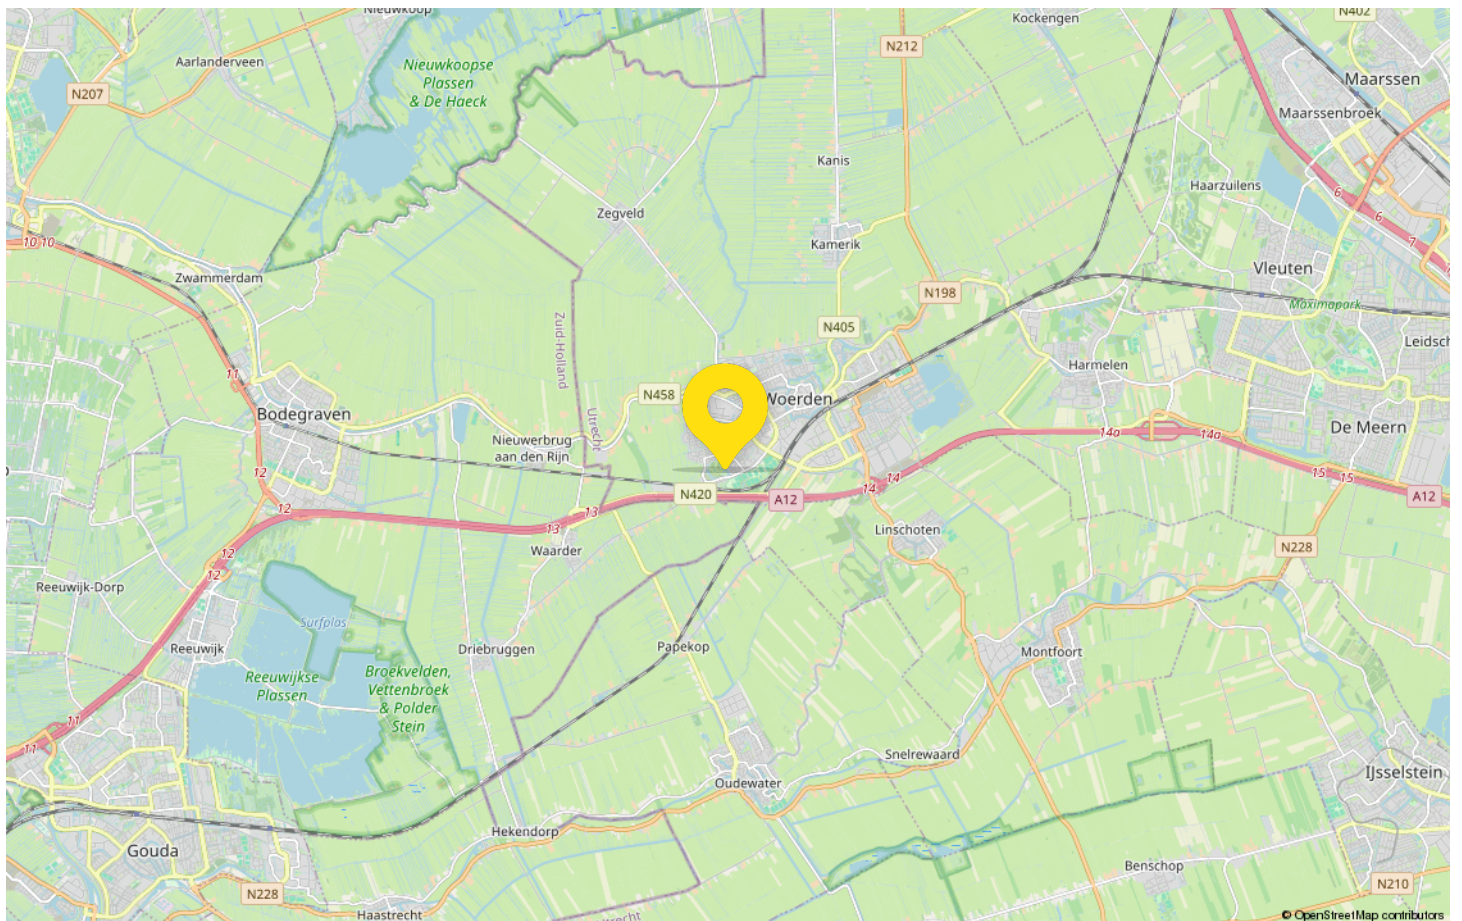 Nieuwkoop
Kockengen
N402
Aarlanderveen
Nieuwkoopse
Plassen
& De Haeck
N212
Maarssen
N207
Maarssenbroek
Kanis
Haarzuilens
6
6
Zegveld
7
10 10
Kamerik
Zwammerdam
Vleuten
N198
Maximapark
Zuid-Holland
N405
Leidsch
Harmelen
11
N458
Woerden
Bodegraven
Utrecht
Nieuwerbrug
aan den Rijn
14a
14a
De Meern
12
15
15
N420
A12
14
14
A12
12
13
13
Linschoten
Waarder
N228
12
12
Reeuwijk-Dorp
Surfplas
Reeuwijk
Driebruggen
Papekop
Montfoort
Reeuwijkse
Plassen
Broekvelden,
Vettenbroek
& Polder
Stein
11
11
Snelrewaard
Oudewater
IJsselstein
Hekendorp
Gouda
Benschop
N228
N210
Haastrecht
recht
© OpenStreetMap contributors